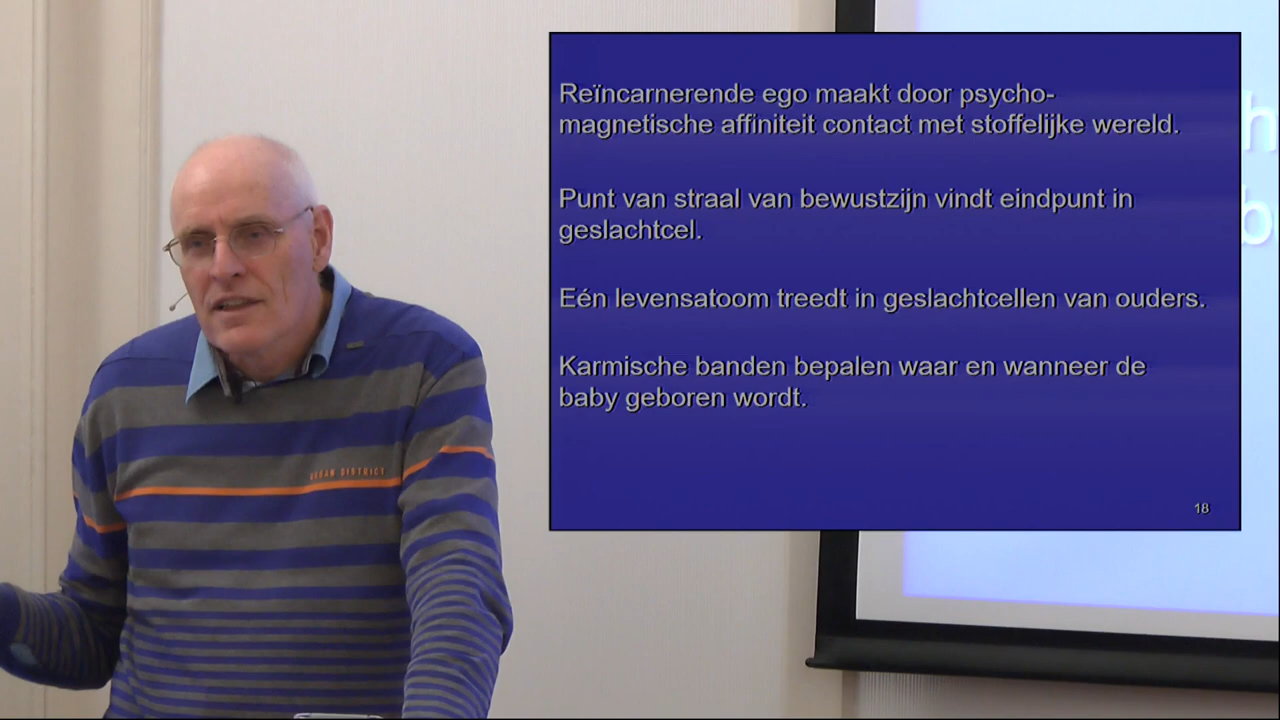 Reïncarnerende ego maakt door psycho-
magnetische affiniteit contact met stoffelijke wereld.
Punt van straal van bewustzijn vindt eindpunt in
geslachtcel.
Eén levensatoom treedt in geslachtcellen van ouders.
Karmische banden bepalen waar en wanneer de
baby geboren wordt.
18
h
b
DISTRICT